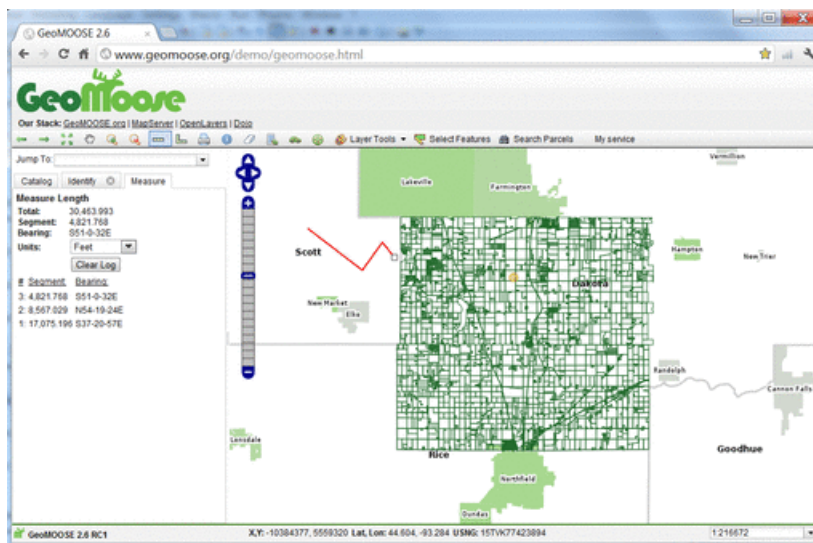 GeoMOOSE 2.6
www.geomoose.org/demo/geomoose.html
GeoMoose
Our Stack: GeoMOOSE.org | MapServer | OpenLayers | Dojo
Layer Tools Select Features Search Parcels My service
Jump To:
Catalog Identify Measure
Measure Length
Total: 30,463.993
Segment: 4,821.768
Bearing: S51-0-32E
Units: Feet
Clear Log
# Segment Bearing:
3: 4,821.768 S51-0-32E
2: 8,567.029 N54-19-24E
1: 17,075.196 S37-20-57E
Vermillion
Lakeville
Farmington
Scott
Hampton
New Trier
Dakota
New Market
Elko
Randolph
Cannon Falls
Lonsdale
Rice
Goodhue
Northfield
Dundas
GeoMOOSE 2.6 RC1
X,Y: -10384377, 5559320 Lat, Lon: 44.604, -93.284 USNG: 15TVK77423894
1:216672